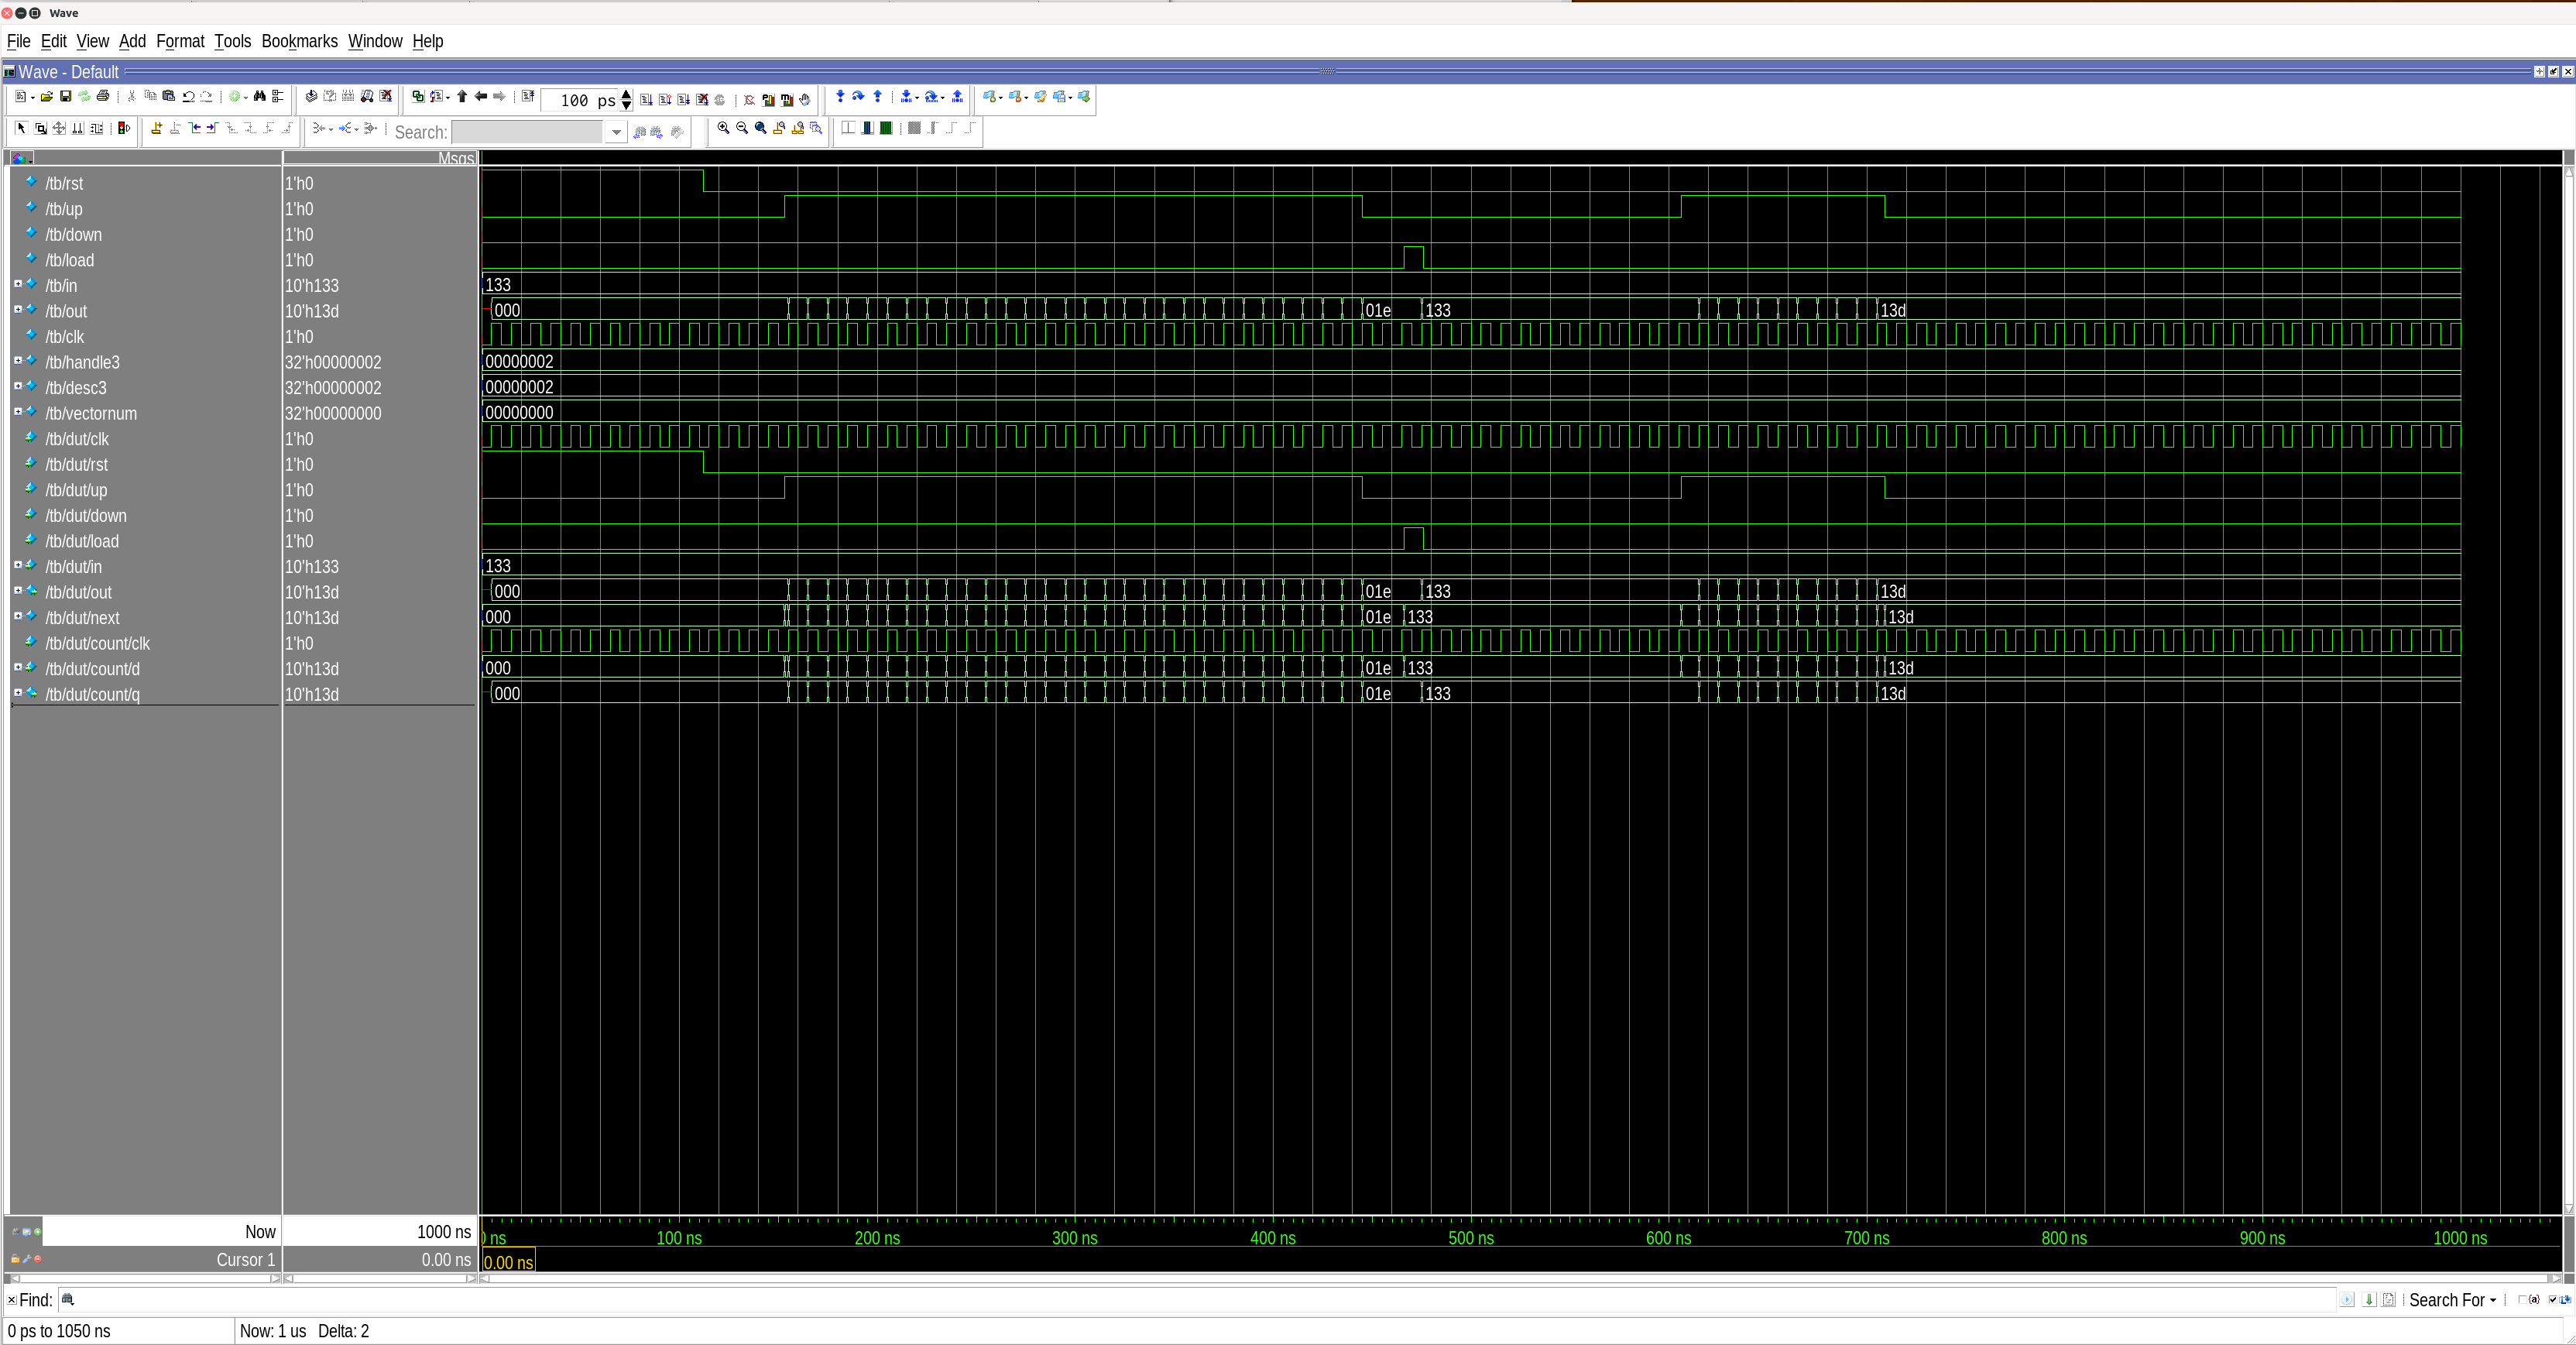 Wave
File Edit View Add Format Tools Bookmarks Window Help
Wave - Default
100 ps
Search:
Msgs
/tb/rst 1'h0
/tb/up 1'h0
/tb/down 1'h0
/tb/load 1'h0
/tb/in 10'h133 133
/tb/out 10'h13d 000 01e 133 13d
/tb/clk 1'h0
/tb/handle3 32'h00000002 00000002
/tb/desc3 32'h00000002 00000002
/tb/vectornum 32'h00000000 00000000
/tb/dut/clk 1'h0
/tb/dut/rst 1'h0
/tb/dut/up 1'h0
/tb/dut/down 1'h0
/tb/dut/load 1'h0
/tb/dut/in 10'h133 133
/tb/dut/out 10'h13d 000 01e 133 13d
/tb/dut/next 10'h13d 000 01e 133 13d
/tb/dut/count/clk 1'h0
/tb/dut/count/d 10'h13d 000 01e 133 13d
/tb/dut/count/q 10'h13d 000 01e 133 13d
Now 1000 ns ns 100 ns 200 ns 300 ns 400 ns 500 ns 600 ns 700 ns 800 ns 900 ns 1000 ns
Cursor 1 0.00 ns 0.00 ns
Find: Search For
0 ps to 1050 ns Now: 1 us Delta: 2